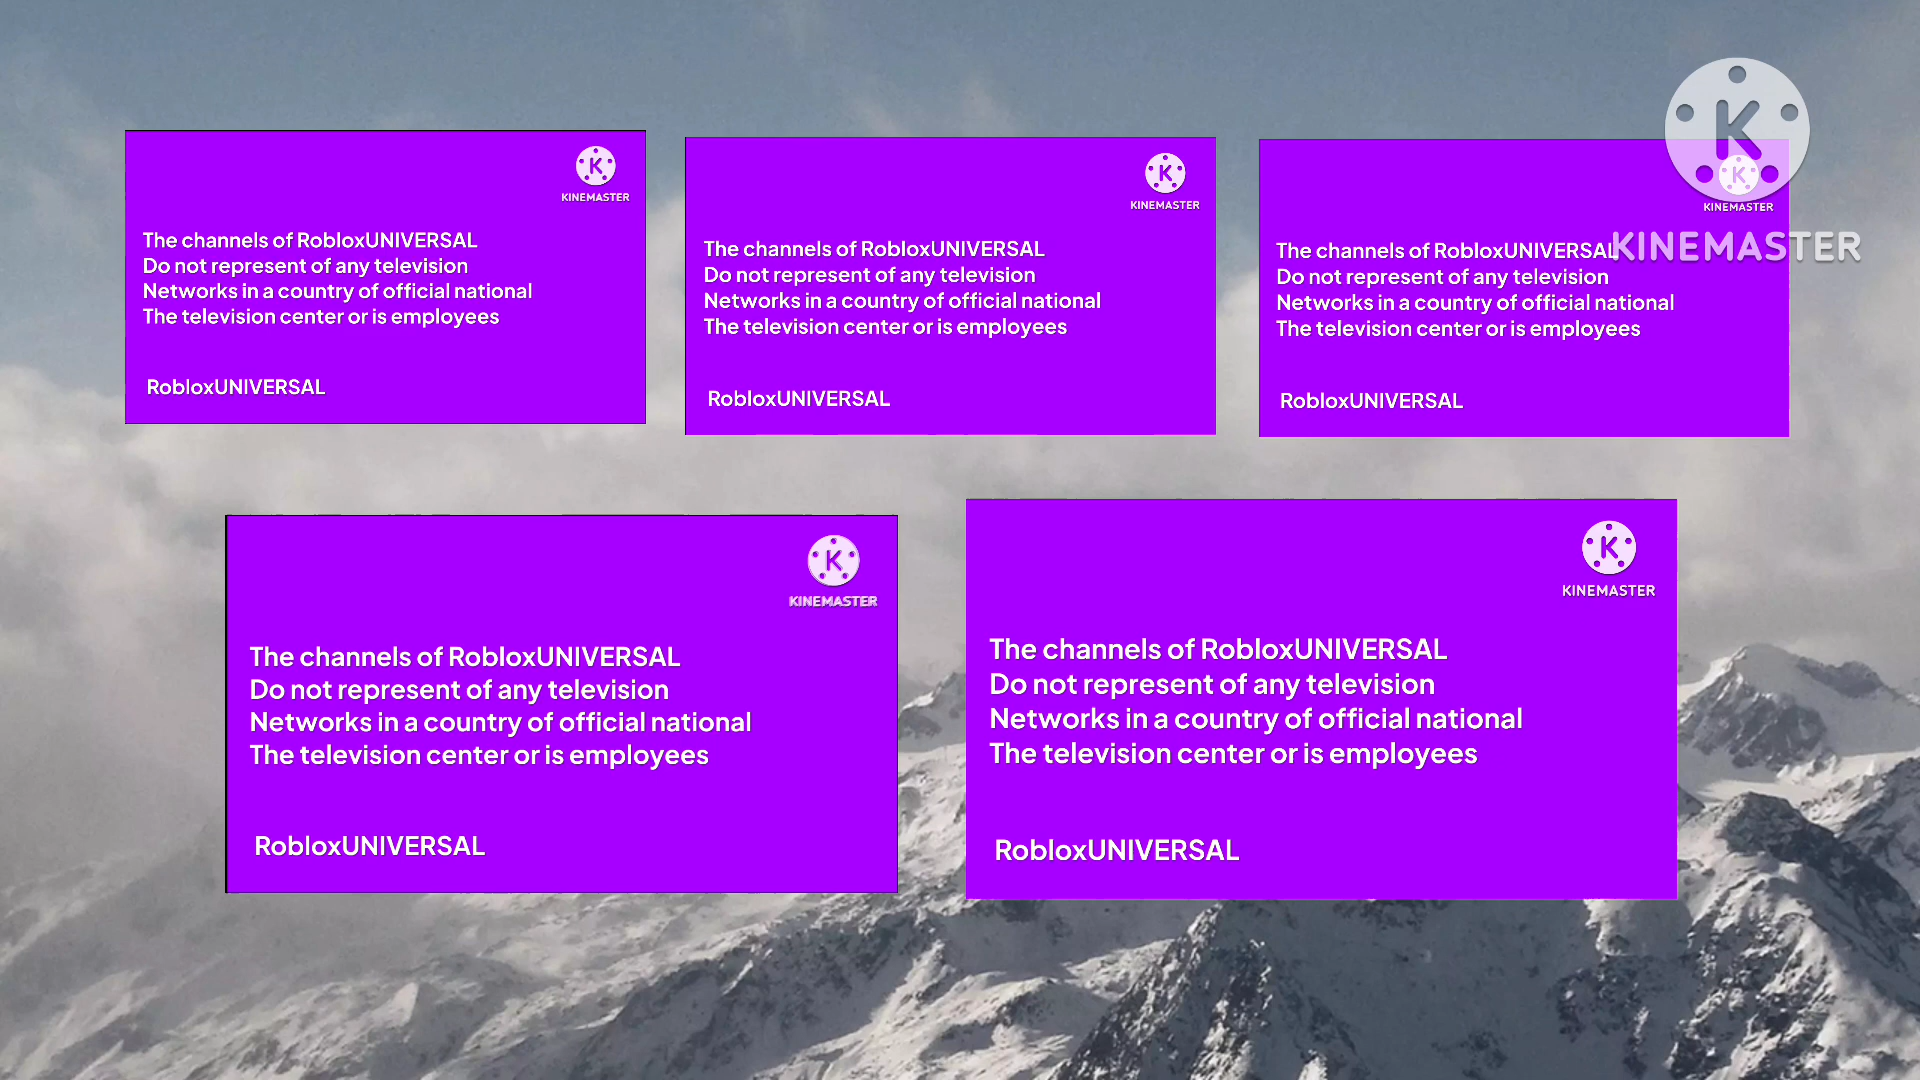 KINEMASTER
The channels of RobloxUNIVERSAL
Do not represent of any television
Networks in a country of official national
The television center or is employees
RobloxUNIVERSAL
KINEMASTER
The channels of RobloxUNIVERSAL
Do not represent of any television
Networks in a country of official national
The television center or is employees
RobloxUNIVERSAL
KINEMASTER
KINEMASTER
The channels of RobloxUNIVERSAL
Do not represent of any television
Networks in a country of official national
The television center or is employees
RobloxUNIVERSAL
KINEMASTER
The channels of RobloxUNIVERSAL
Do not represent of any television
Networks in a country of official national
The television center or is employees
RobloxUNIVERSAL
KINEMASTER
The channels of RobloxUNIVERSAL
Do not represent of any television
Networks in a country of official national
The television center or is employees
RobloxUNIVERSAL